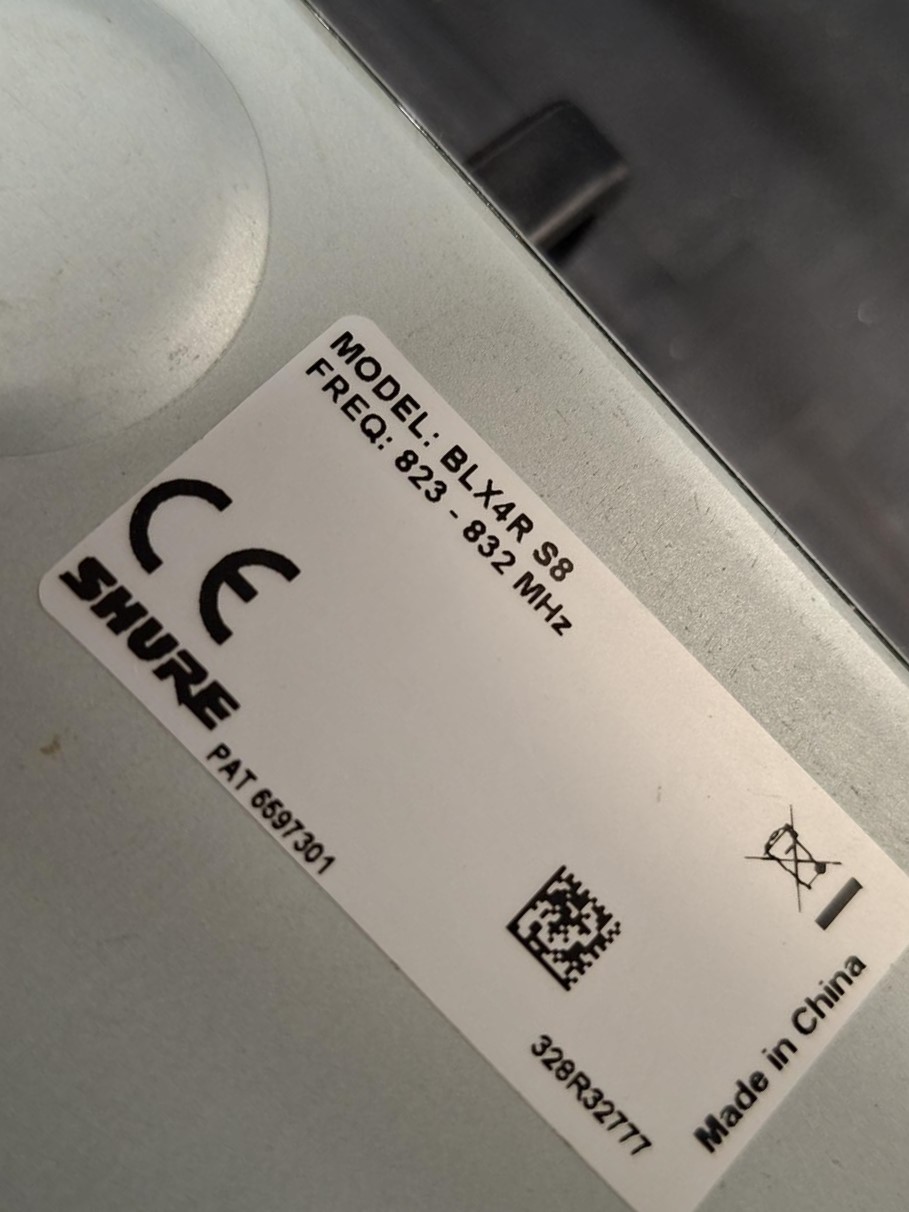 MODEL: BLX4R S8
FREQ: 823 - 832 MHz
CE
SHURE
PAT 6597301
328R32777
Made in China